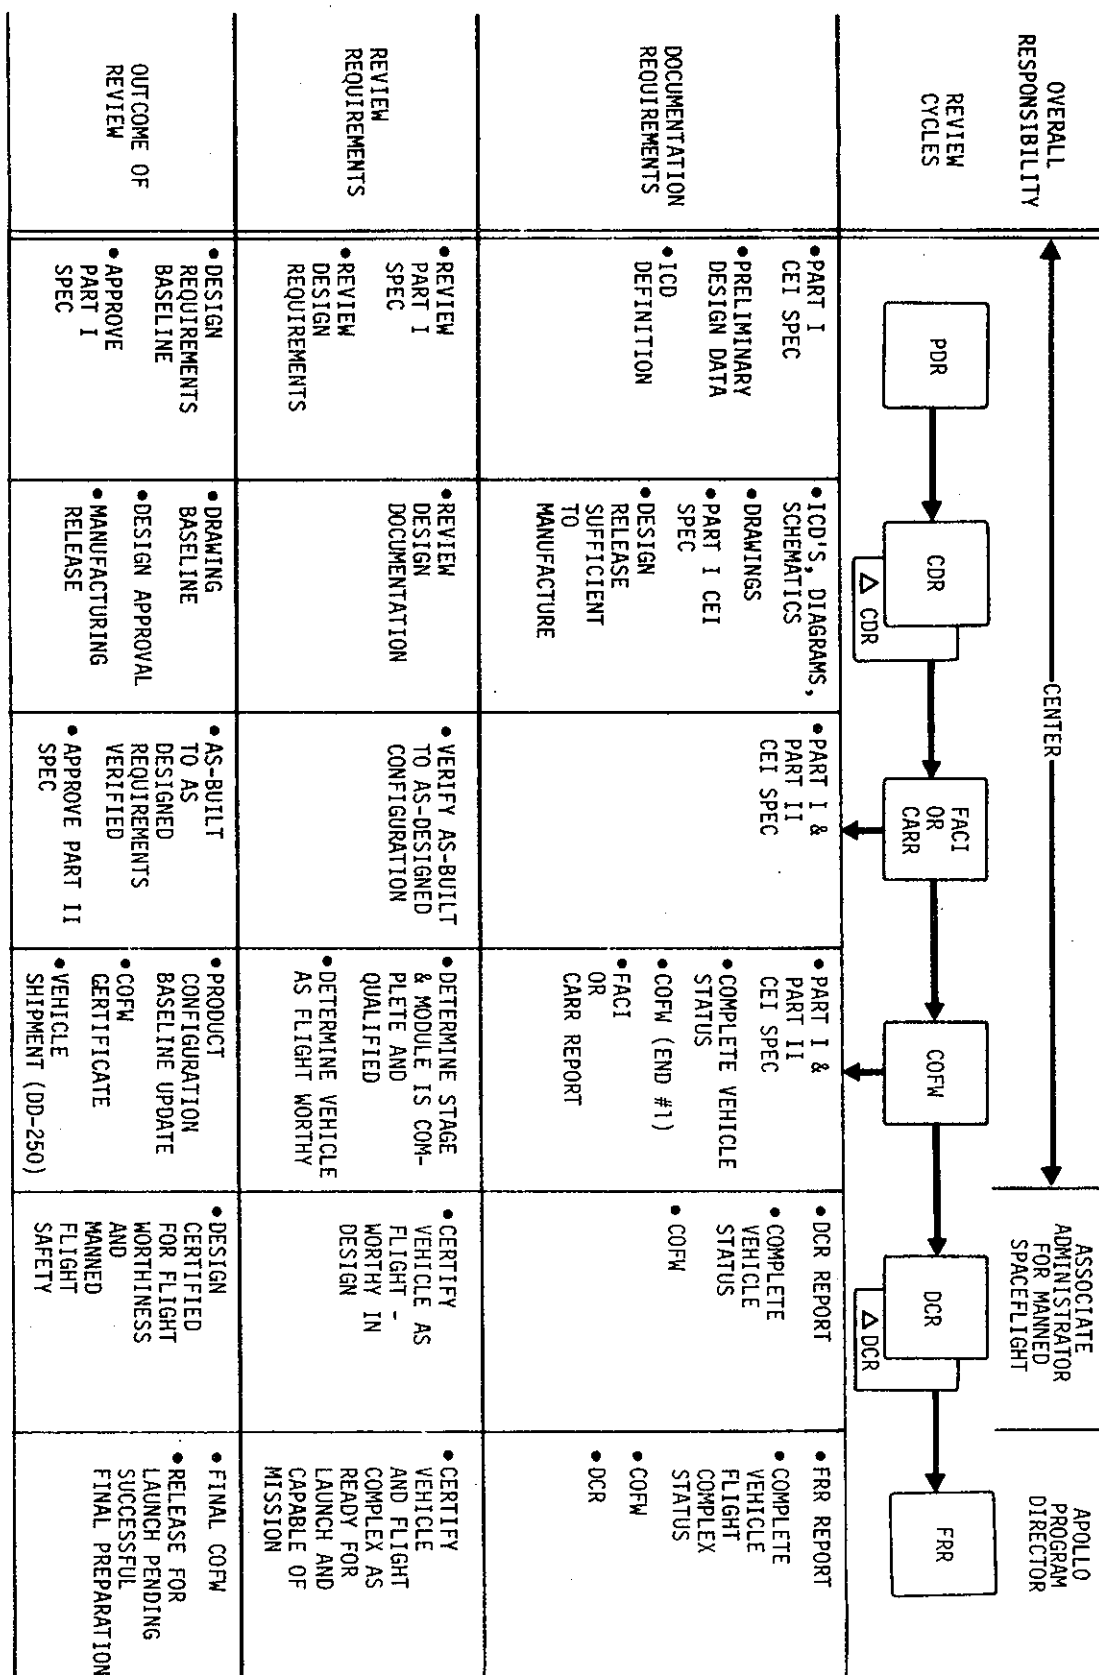 OVERALL
RESPONSIBILITY
CENTER
ASSOCIATE
ADMINISTRATOR
FOR MANNED
SPACEFLIGHT
APOLLO
PROGRAM
DIRECTOR
REVIEW
CYCLES
PDR
CDR
Δ CDR
FACI
OR
CARR
COFW
DCR
Δ DCR
FRR
DOCUMENTATION
REQUIREMENTS
• PART I
CEI SPEC
• PRELIMINARY
DESIGN DATA
• ICD
DEFINITION
• ICD'S, DIAGRAMS,
SCHEMATICS
• DRAWINGS
• PART I CEI
SPEC
• DESIGN
RELEASE
SUFFICIENT
TO
MANUFACTURE
• PART I &
PART II
CEI SPEC
• PART I &
PART II
CEI SPEC
• COMPLETE VEHICLE
STATUS
• COFW (END #1)
• FACI
OR
CARR REPORT
• DCR REPORT
• COMPLETE
VEHICLE
STATUS
• COFW
• FRR REPORT
• COMPLETE
VEHICLE
FLIGHT
COMPLEX
STATUS
• COFW
• DCR
REVIEW
REQUIREMENTS
• REVIEW
PART I
SPEC
• REVIEW
DESIGN
REQUIREMENTS
• REVIEW
DESIGN
DOCUMENTATION
• VERIFY AS-BUILT
TO AS-DESIGNED
CONFIGURATION
• DETERMINE STAGE
& MODULE IS COM-
PLETE AND
QUALIFIED
• DETERMINE VEHICLE
AS FLIGHT WORTHY
• CERTIFY
VEHICLE AS
FLIGHT -
WORTHY IN
DESIGN
• CERTIFY
VEHICLE
AND FLIGHT
COMPLEX AS
READY FOR
LAUNCH AND
CAPABLE OF
MISSION
OUTCOME OF
REVIEW
• DESIGN
REQUIREMENTS
BASELINE
• APPROVE
PART I
SPEC
• DRAWING
BASELINE
• DESIGN APPROVAL
• MANUFACTURING
RELEASE
• AS-BUILT
TO AS
DESIGNED
REQUIREMENTS
VERIFIED
• APPROVE PART II
SPEC
• PRODUCT
CONFIGURATION
BASELINE UPDATE
• COFW
CERTIFICATE
• VEHICLE
SHIPMENT (DD-250)
• DESIGN
CERTIFIED
FOR FLIGHT
WORTHINESS
AND
MANNED
FLIGHT
SAFETY
• FINAL COFW
• RELEASE FOR
LAUNCH PENDING
SUCCESSFUL
FINAL PREPARATION